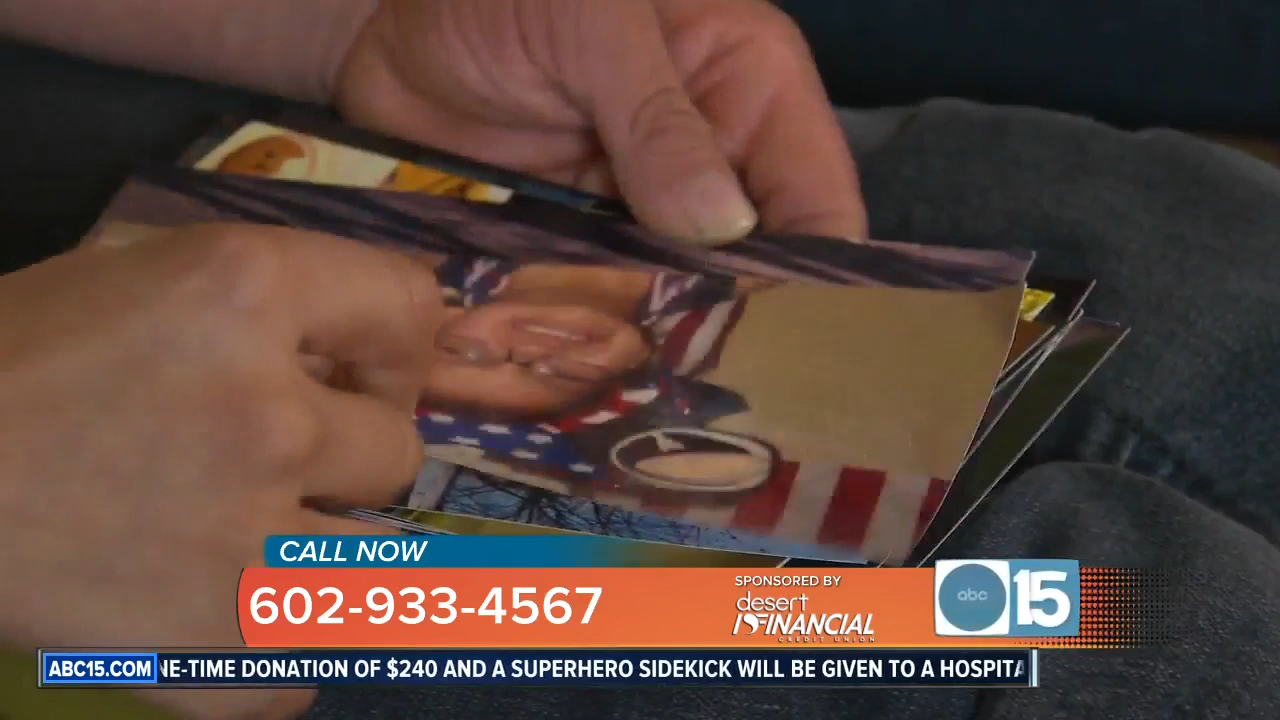 CALL NOW
602-933-4567
SPONSORED BY
desert
FINANCIAL
CREDIT UNION
abc
15
ABC15.COM
NE-TIME DONATION OF $240 AND A SUPERHERO SIDEKICK WILL BE GIVEN TO A HOSPITA